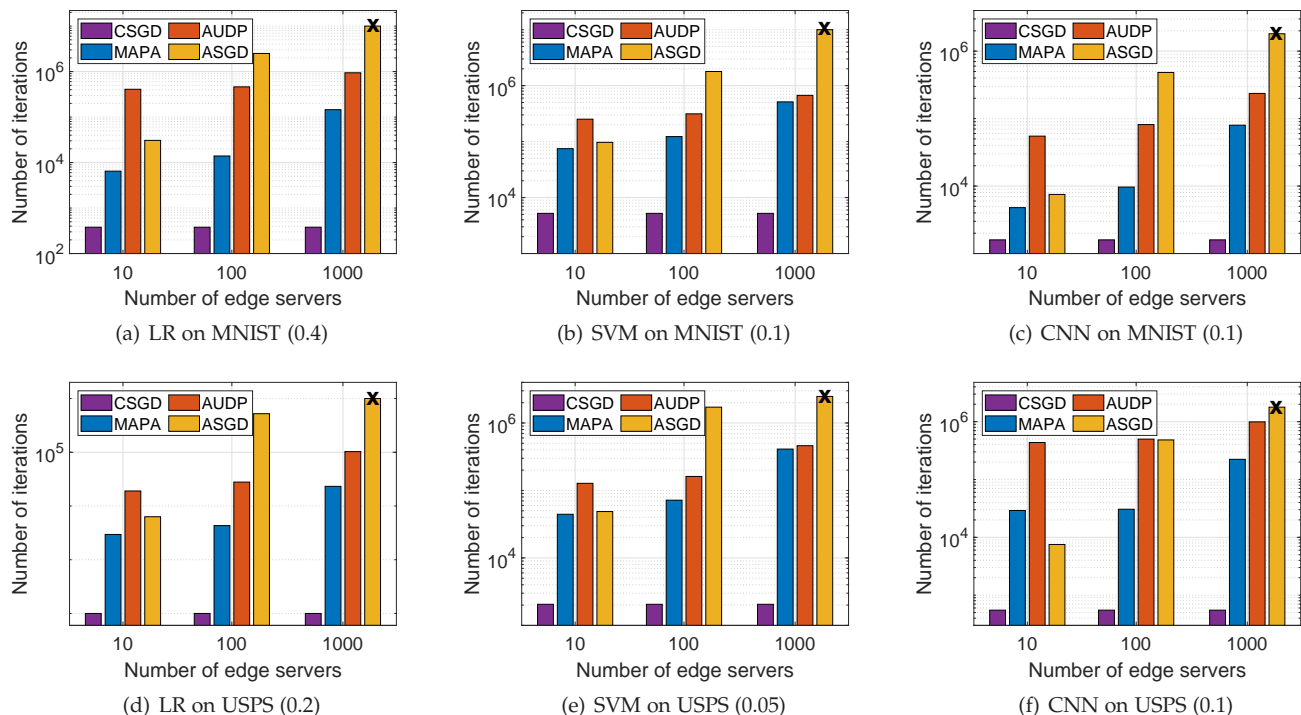 CSGD AUDP
MAPA ASGD
X
Number of iterations
10^6
10^4
10^2
10 100 1000
Number of edge servers
(a) LR on MNIST (0.4)
CSGD AUDP
MAPA ASGD
X
Number of iterations
10^6
10^4
10 100 1000
Number of edge servers
(b) SVM on MNIST (0.1)
CSGD AUDP
MAPA ASGD
X
Number of iterations
10^6
10^4
10 100 1000
Number of edge servers
(c) CNN on MNIST (0.1)
CSGD AUDP
MAPA ASGD
X
Number of iterations
10^5
10 100 1000
Number of edge servers
(d) LR on USPS (0.2)
CSGD AUDP
MAPA ASGD
X
Number of iterations
10^6
10^4
10 100 1000
Number of edge servers
(e) SVM on USPS (0.05)
CSGD AUDP
MAPA ASGD
X
Number of iterations
10^6
10^4
10 100 1000
Number of edge servers
(f) CNN on USPS (0.1)